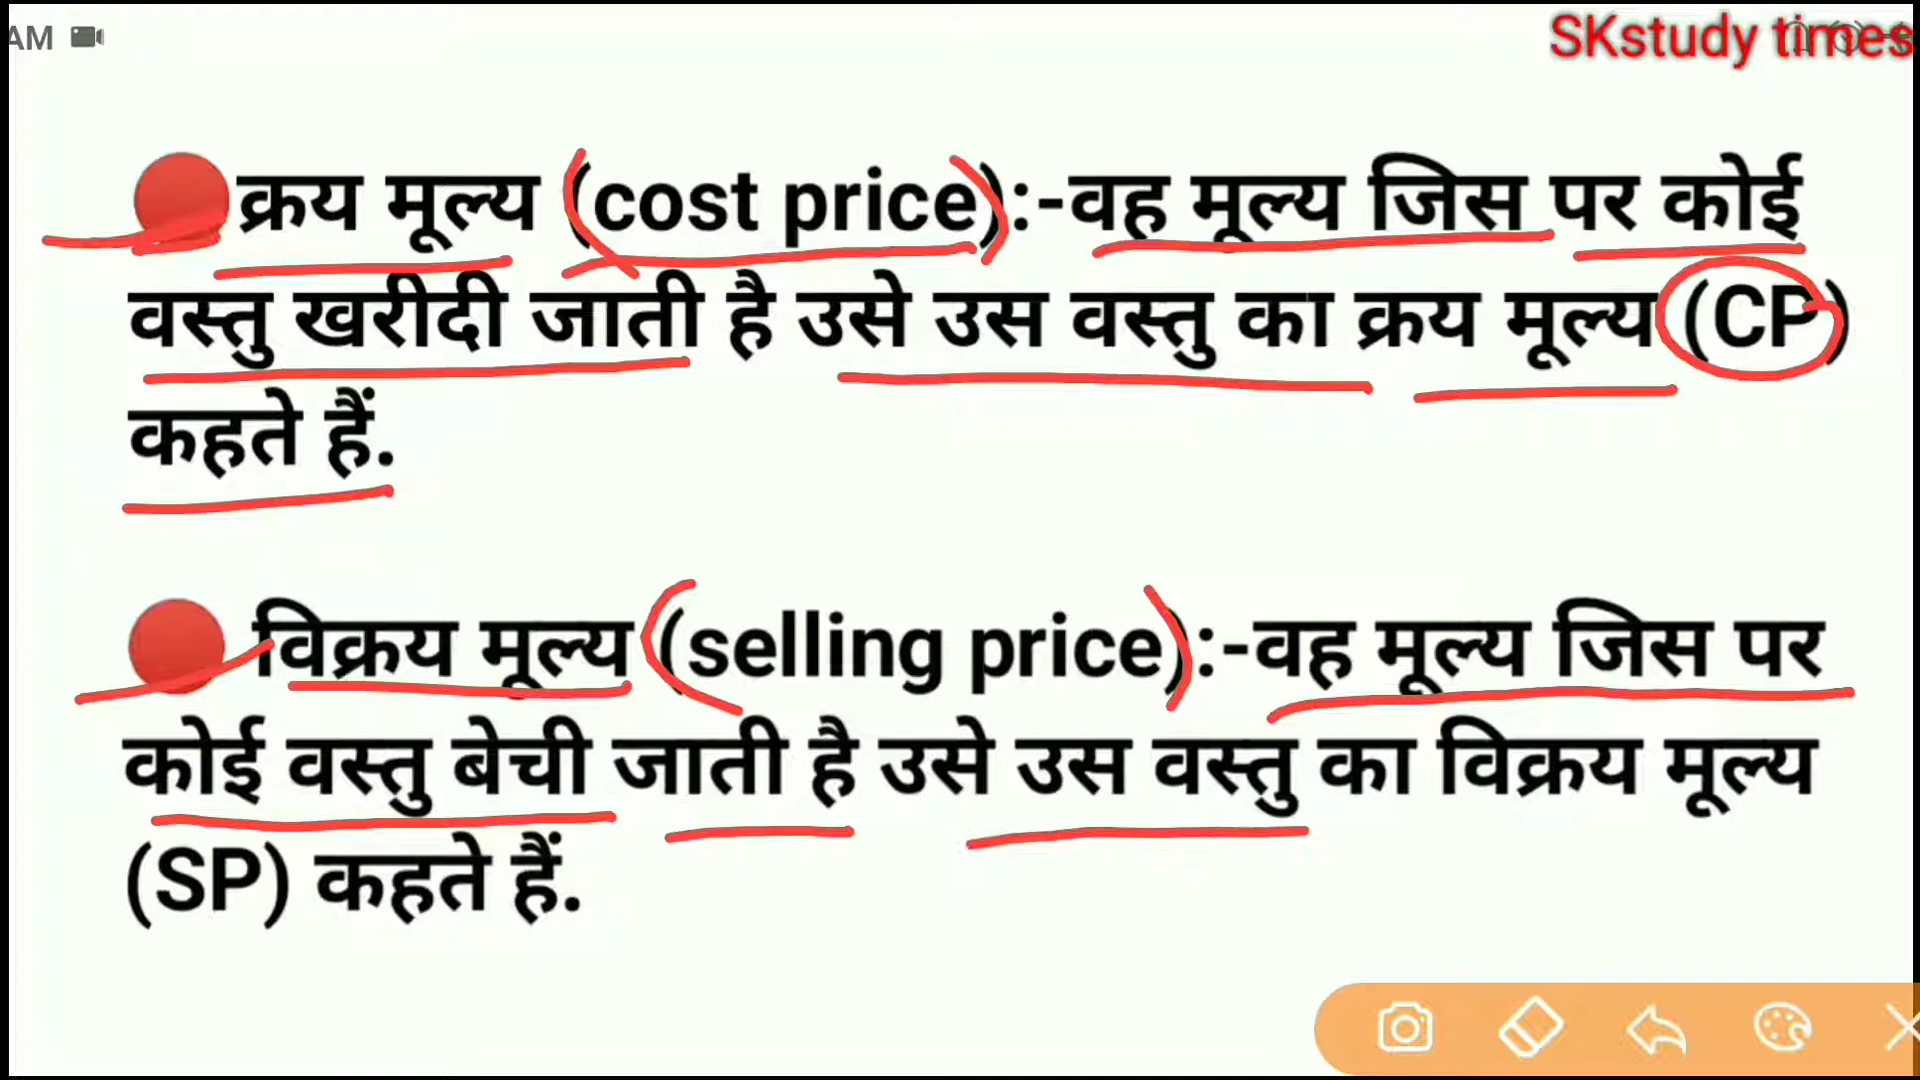 AM
SKstudy times
क्रय मूल्य (cost price):-वह मूल्य जिस पर कोई
वस्तु खरीदी जाती है उसे उस वस्तु का क्रय मूल्य (CP)
कहते हैं.
विक्रय मूल्य (selling price):-वह मूल्य जिस पर
कोई वस्तु बेची जाती है उसे उस वस्तु का विक्रय मूल्य
(SP) कहते हैं.